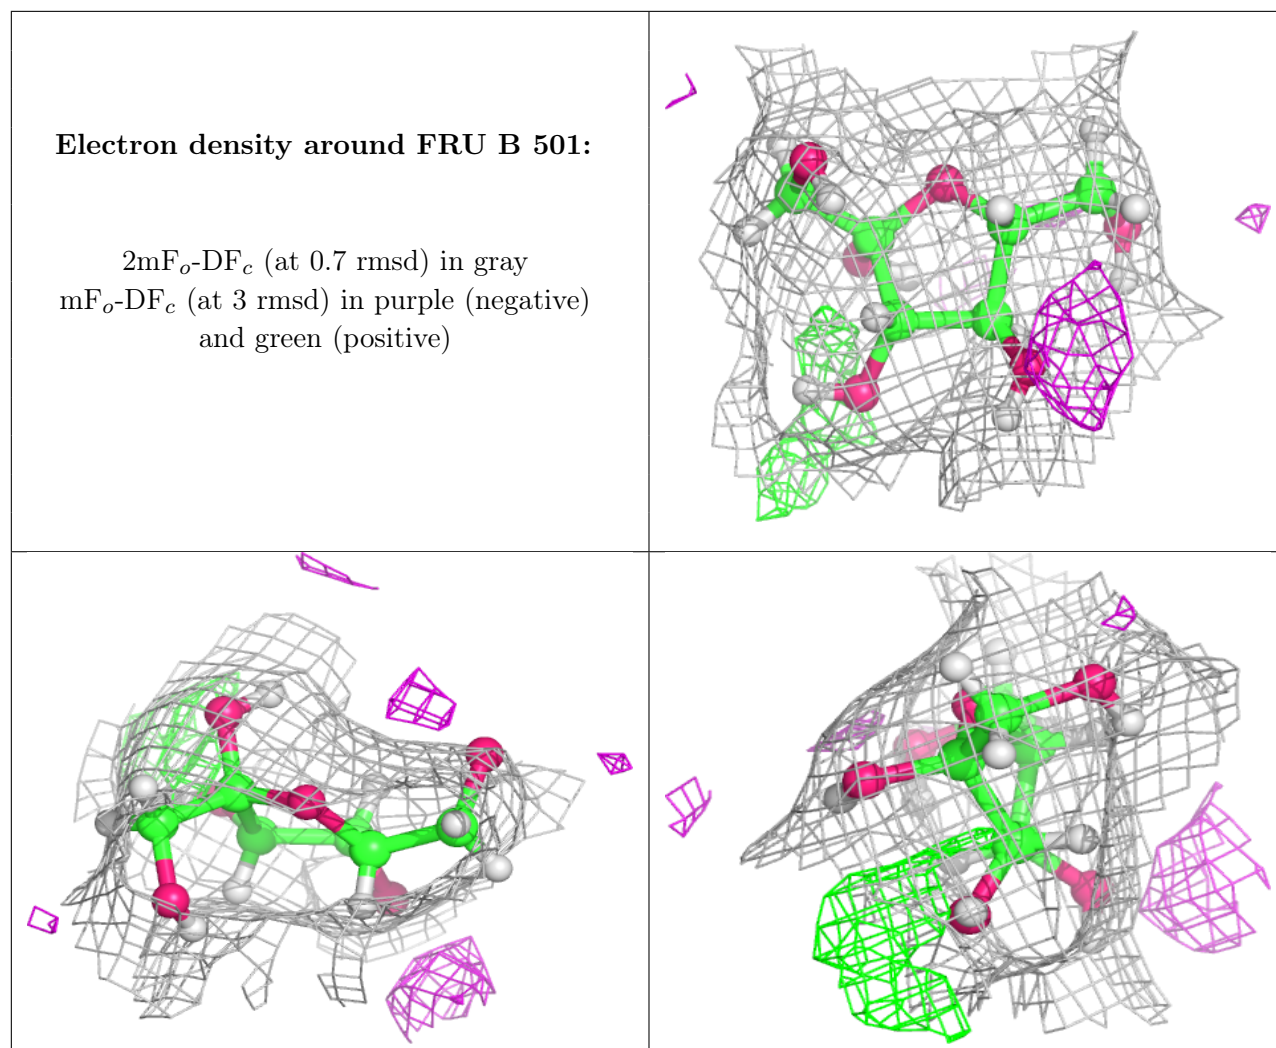 Electron density around FRU B 501:
2mFo-DFc (at 0.7 rmsd) in gray
mFo-DFc (at 3 rmsd) in purple (negative)
and green (positive)